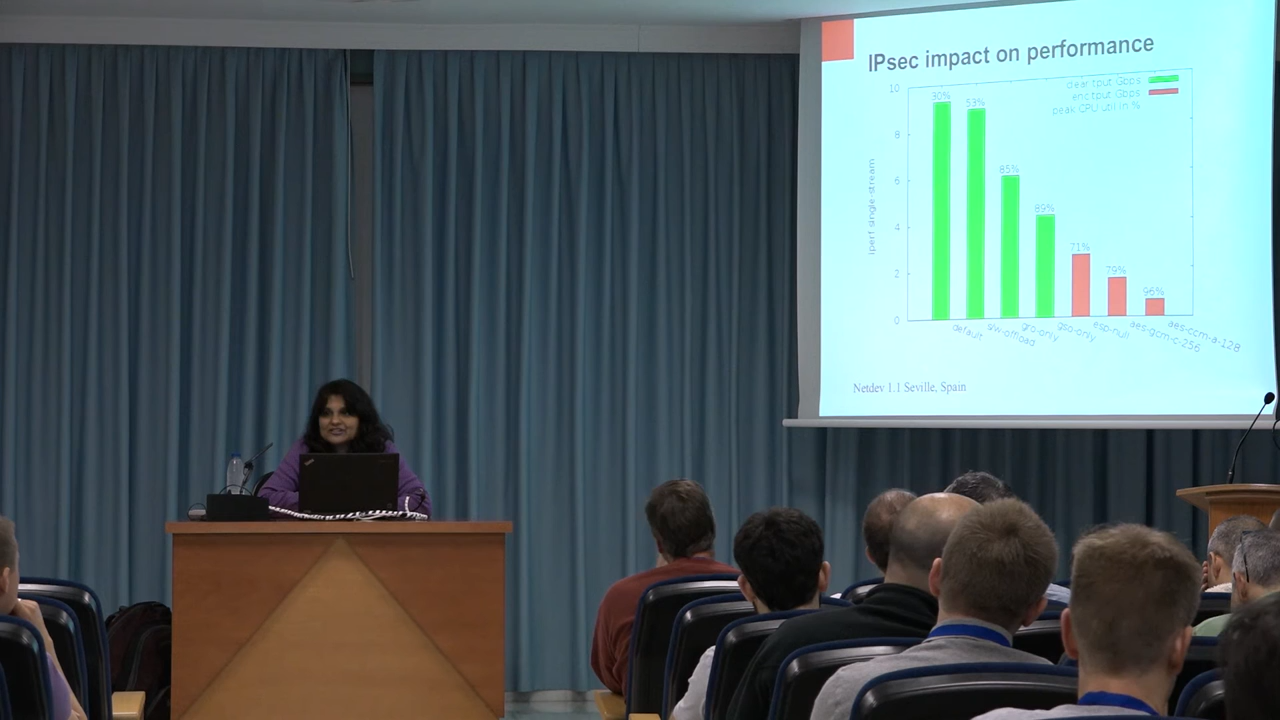 IPsec impact on performance
10
8
6
4
2
0
iperf single-stream
clear tput Gbps
enc tput Gbps
peak CPU util in %
30%
53%
85%
89%
71%
79%
96%
default
s/w-offload
gro-only
gso-only
esp-null
aes-gcm-c-256
aes-ccm-a-128
Netdev 1.1 Seville, Spain